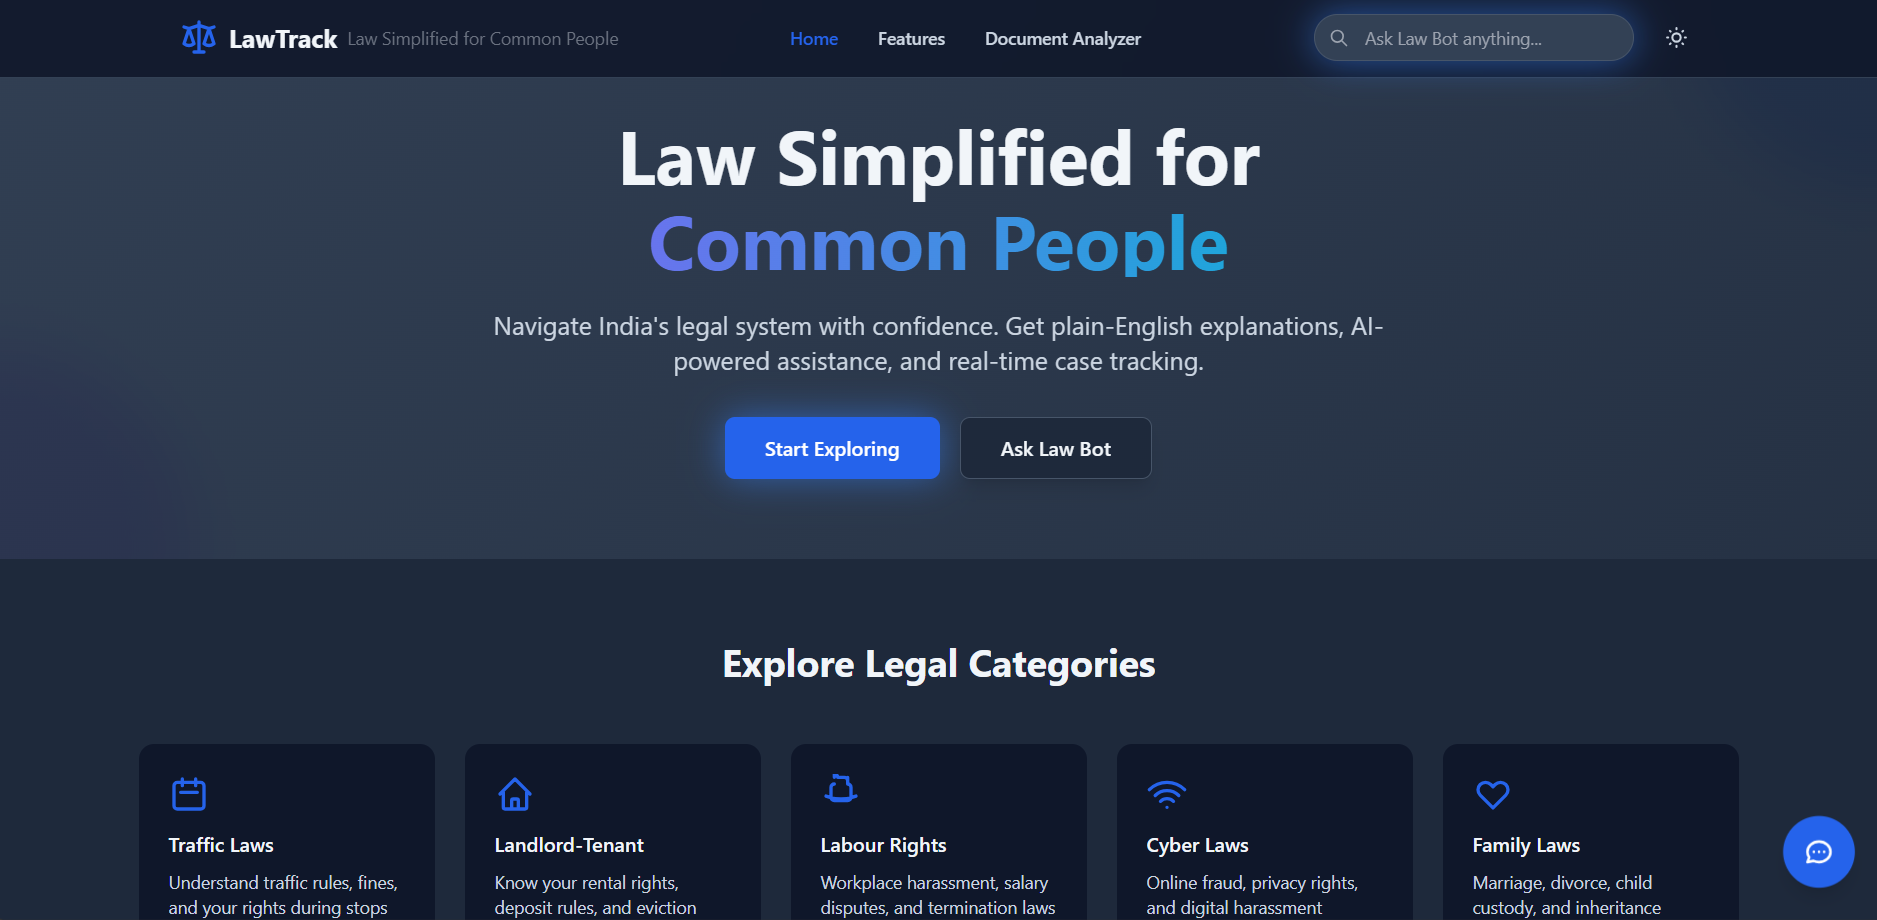 LawTrack Law Simplified for Common People
Home Features Document Analyzer
Ask Law Bot anything...
Law Simplified for
Common People
Navigate India's legal system with confidence. Get plain-English explanations, AI-
powered assistance, and real-time case tracking.
Start Exploring
Ask Law Bot
Explore Legal Categories
Traffic Laws
Understand traffic rules, fines,
and your rights during stops
Landlord-Tenant
Know your rental rights,
deposit rules, and eviction
Labour Rights
Workplace harassment, salary
disputes, and termination laws
Cyber Laws
Online fraud, privacy rights,
and digital harassment
Family Laws
Marriage, divorce, child
custody, and inheritance